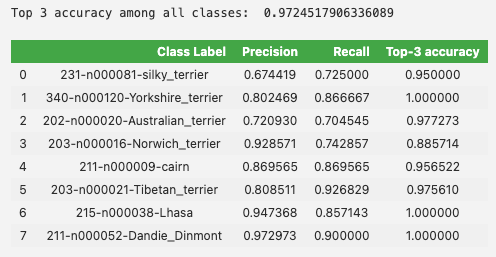 Top 3 accuracy among all classes: 0.9724517906336089
Class Label Precision Recall Top-3 accuracy
0 231-n000081-silky_terrier 0.674419 0.725000 0.950000
1 340-n000120-Yorkshire_terrier 0.802469 0.866667 1.000000
2 202-n000020-Australian_terrier 0.720930 0.704545 0.977273
3 203-n000016-Norwich_terrier 0.928571 0.742857 0.885714
4 211-n000009-cairn 0.869565 0.869565 0.956522
5 203-n000021-Tibetan_terrier 0.808511 0.926829 0.975610
6 215-n000038-Lhasa 0.947368 0.857143 1.000000
7 211-n000052-Dandie_Dinmont 0.972973 0.900000 1.000000